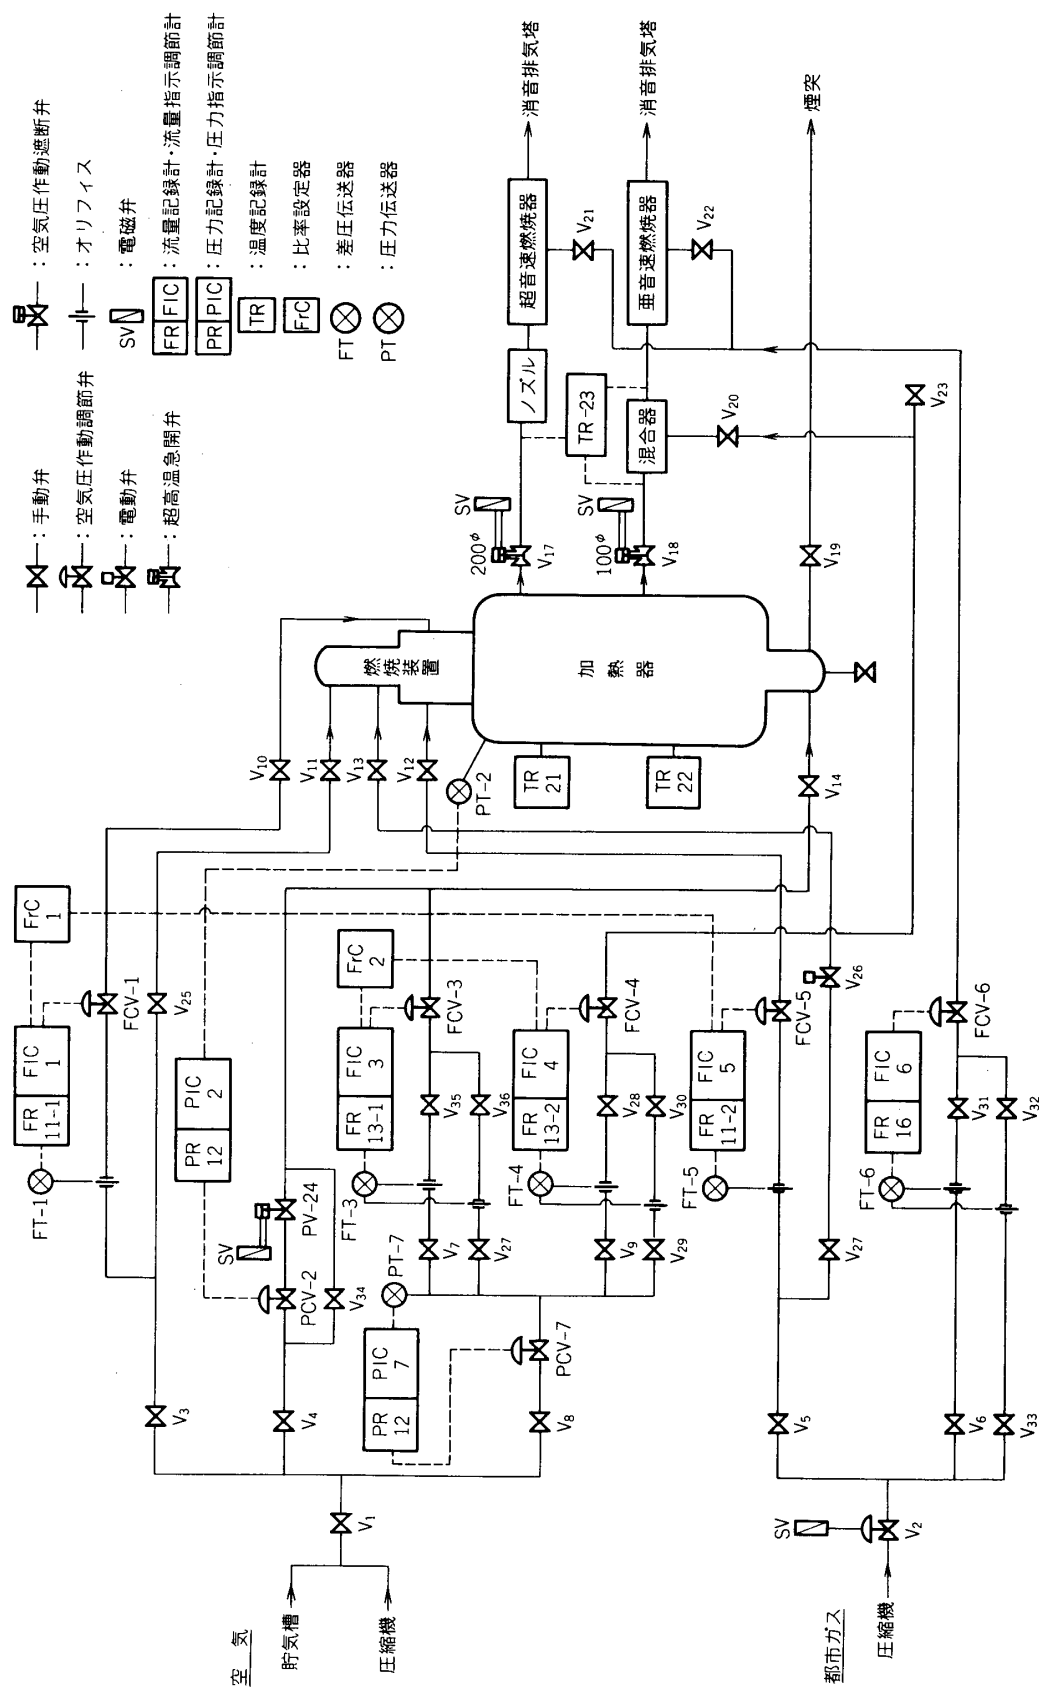 空気
貯気槽
圧縮機
V1
V3
V4
V8
PR 12
PIC 7
PT-7
PCV-7
SV
PCV-2
PV-24
V34
PR 12
PIC 2
FT-1
FR 11-1
FIC 1
FrC 1
FCV-1
V25
V7
V27
FT-3
FR 13-1
FIC 3
FrC 2
V35
V36
FCV-3
V9
V29
FT-4
FR 13-2
FIC 4
V28
V30
FCV-4
都市ガス
圧縮機
SV
V2
V5
V6
V33
V27
FT-5
FR 11-2
FIC 5
FCV-5
V26
FT-6
FR 16
FIC 6
V31
V32
FCV-6
V10
V11
V13
V12
V14
PT-2
TR 21
TR 22
燃焼装置
加熱器
200φ
SV
V17
100φ
SV
V18
V19
TR-23
ノズル
混合器
V20
超音速燃焼器
V21
亜音速燃焼器
V22
V23
消音排気塔
消音排気塔
煙突
:手動弁
:空気圧作動調節弁
:電動弁
:超高温急開弁
:空気圧作動遮断弁
:オリフィス
SV :電磁弁
FR FIC :流量記録計・流量指示調節計
PR PIC :圧力記録計・圧力指示調節計
TR :温度記録計
FrC :比率設定器
FT :差圧伝送器
PT :圧力伝送器